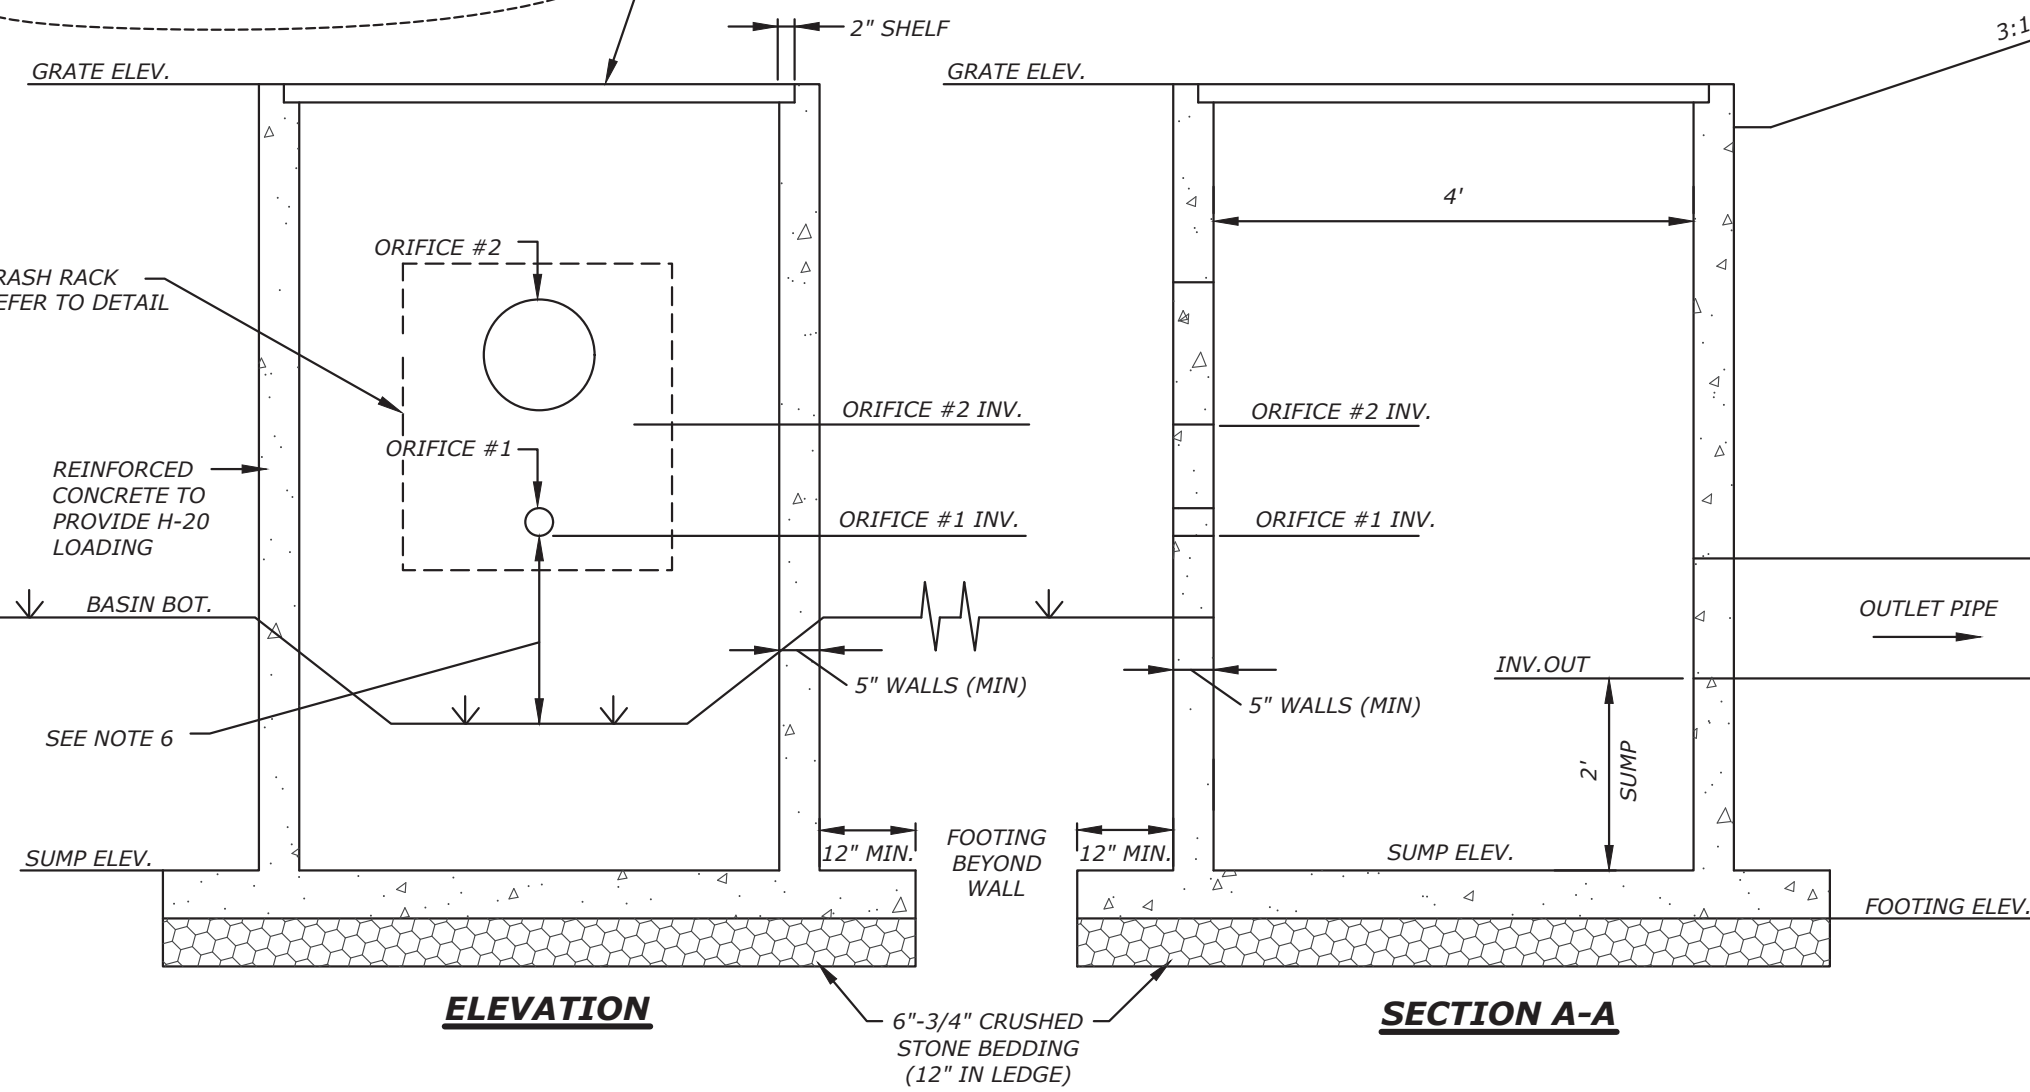 2" SHELF
3:1
GRATE ELEV.
GRATE ELEV.
4'
ORIFICE #2
RASH RACK
EFER TO DETAIL
ORIFICE #2 INV.
ORIFICE #2 INV.
ORIFICE #1
REINFORCED
CONCRETE TO
PROVIDE H-20
LOADING
ORIFICE #1 INV.
ORIFICE #1 INV.
BASIN BOT.
OUTLET PIPE
INV.OUT
5" WALLS (MIN)
5" WALLS (MIN)
SEE NOTE 6
2'
SUMP
SUMP ELEV.
12" MIN.
FOOTING
BEYOND
WALL
12" MIN.
SUMP ELEV.
FOOTING ELEV.
ELEVATION
SECTION A-A
6"-3/4" CRUSHED
STONE BEDDING
(12" IN LEDGE)